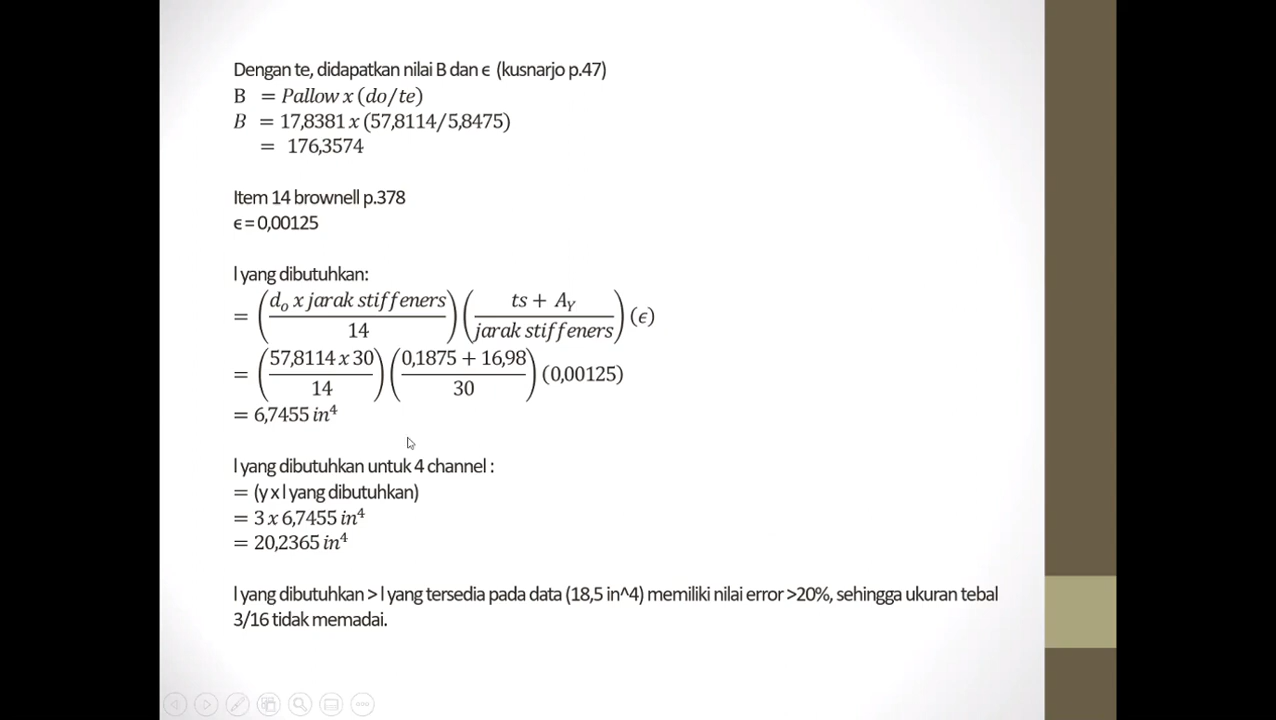 Dengan te, didapatkan nilai B dan ϵ (kusnarjo p.47)
B = Pallow x (do/te)
B = 17,8381 x (57,8114/5,8475)
= 176,3574
Item 14 brownell p.378
ϵ = 0,00125
I yang dibutuhkan:
= (d₀ x jarak stiffeners / 14) (ts + A_Y / jarak stiffeners) (ϵ)
= (57,8114 x 30 / 14) (0,1875 + 16,98 / 30) (0,00125)
= 6,7455 in⁴
I yang dibutuhkan untuk 4 channel :
= (y x I yang dibutuhkan)
= 3 x 6,7455 in⁴
= 20,2365 in⁴
I yang dibutuhkan > I yang tersedia pada data (18,5 in^4) memiliki nilai error >20%, sehingga ukuran tebal
3/16 tidak memadai.